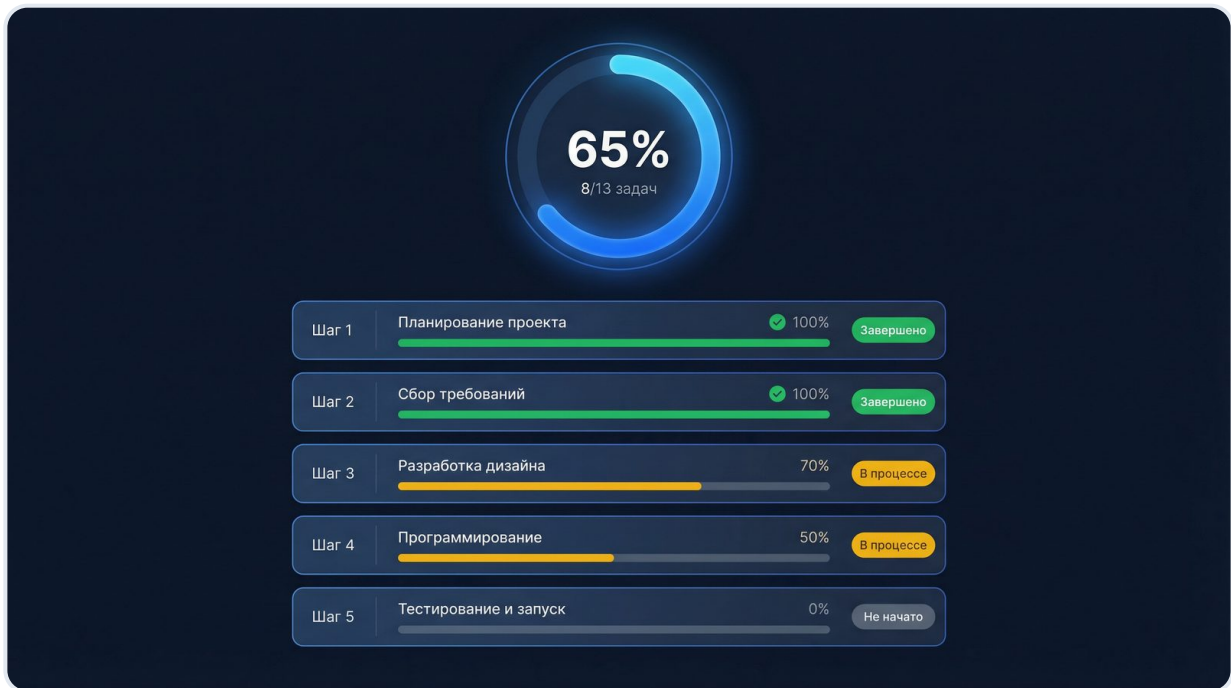 65%
8/13 задач
Шаг 1 Планирование проекта 100% Завершено
Шаг 2 Сбор требований 100% Завершено
Шаг 3 Разработка дизайна 70% В процессе
Шаг 4 Программирование 50% В процессе
Шаг 5 Тестирование и запуск 0% Не начато